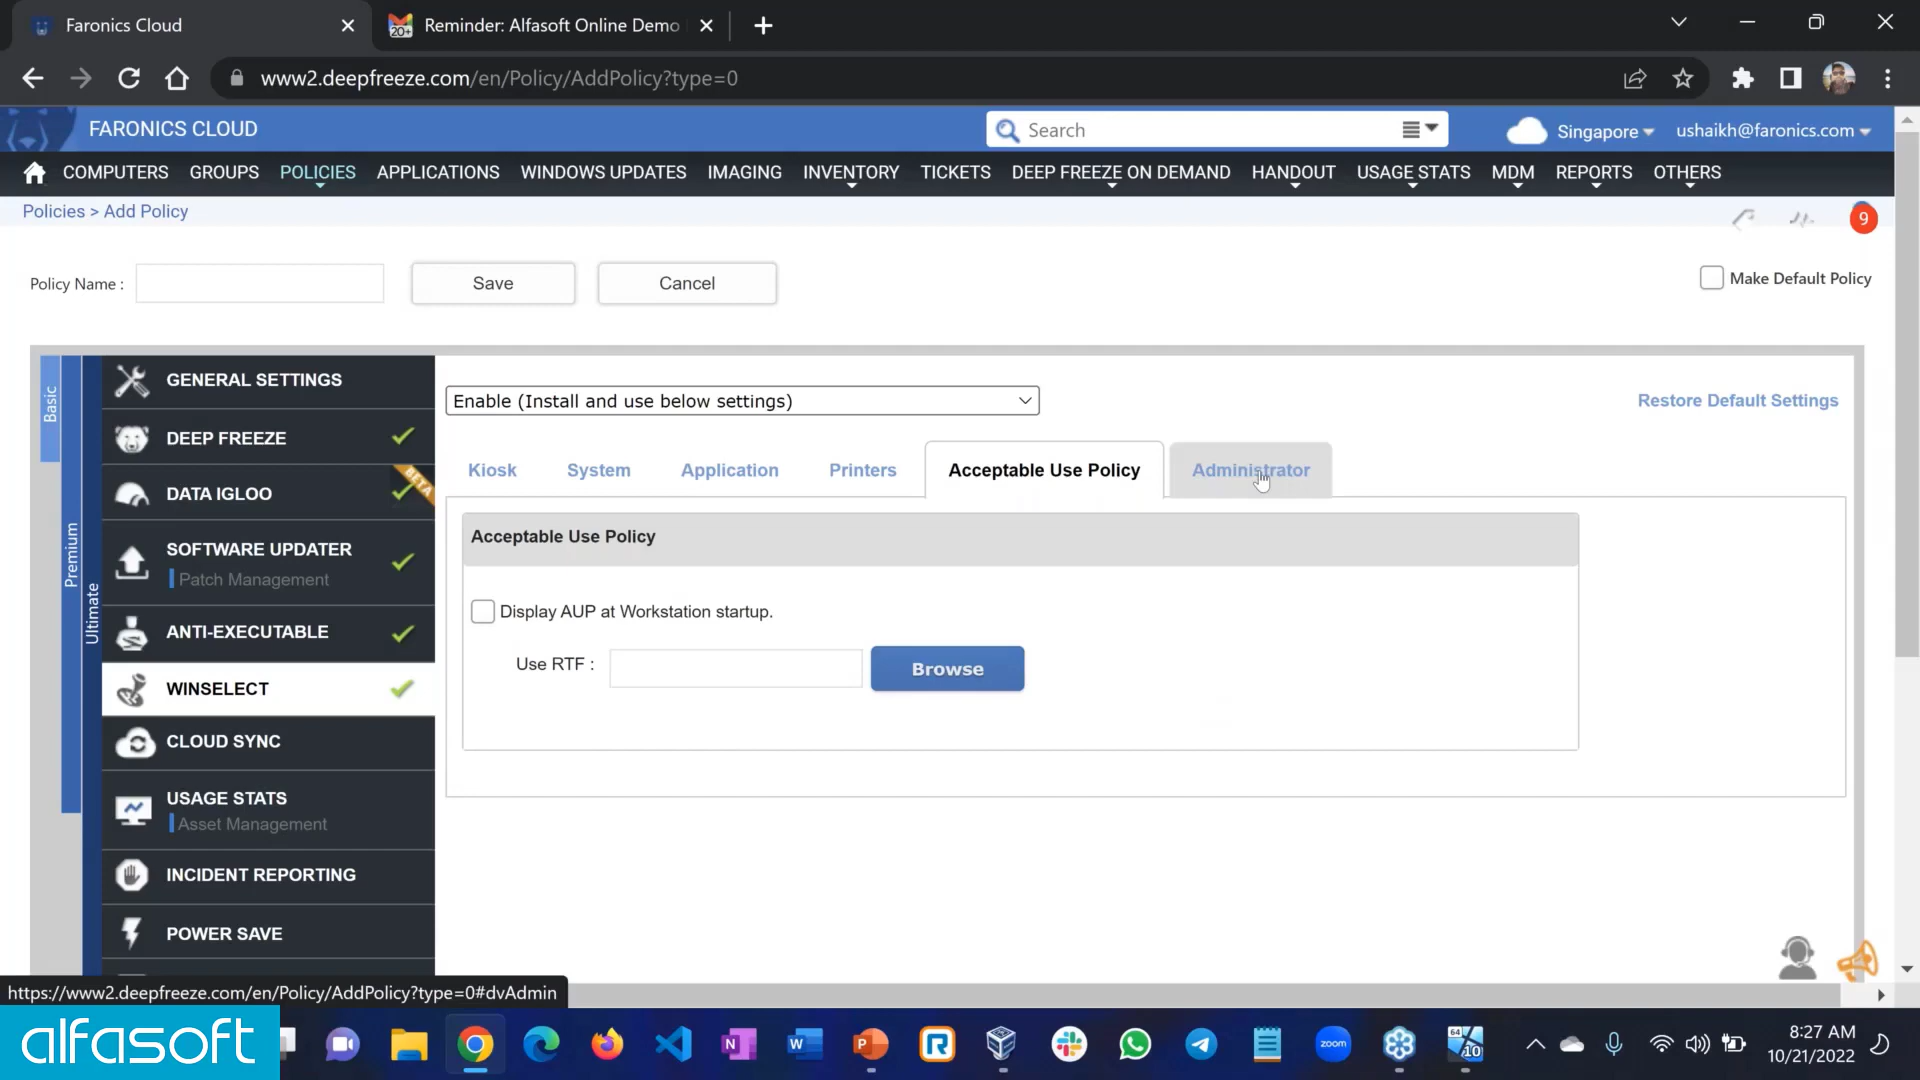 Faronics Cloud
20+
Reminder: Alfasoft Online Demo
www2.deepfreeze.com/en/Policy/AddPolicy?type=0
FARONICS CLOUD
Search
Singapore
ushaikh@faronics.com
COMPUTERS GROUPS POLICIES APPLICATIONS WINDOWS UPDATES IMAGING INVENTORY TICKETS DEEP FREEZE ON DEMAND HANDOUT USAGE STATS MDM REPORTS OTHERS
Policies > Add Policy
9
Policy Name :
Save
Cancel
Make Default Policy
Basic
Premium
Ultimate
GENERAL SETTINGS
DEEP FREEZE
DATA IGLOO
BETA
SOFTWARE UPDATER
Patch Management
ANTI-EXECUTABLE
WINSELECT
CLOUD SYNC
USAGE STATS
Asset Management
INCIDENT REPORTING
POWER SAVE
Enable (Install and use below settings)
Restore Default Settings
Kiosk System Application Printers Acceptable Use Policy Administrator
Acceptable Use Policy
Display AUP at Workstation startup.
Use RTF :
Browse
https://www2.deepfreeze.com/en/Policy/AddPolicy?type=0#dvAdmin
alfasoft
N
W
P
R
zoom
64
10
8:27 AM
10/21/2022